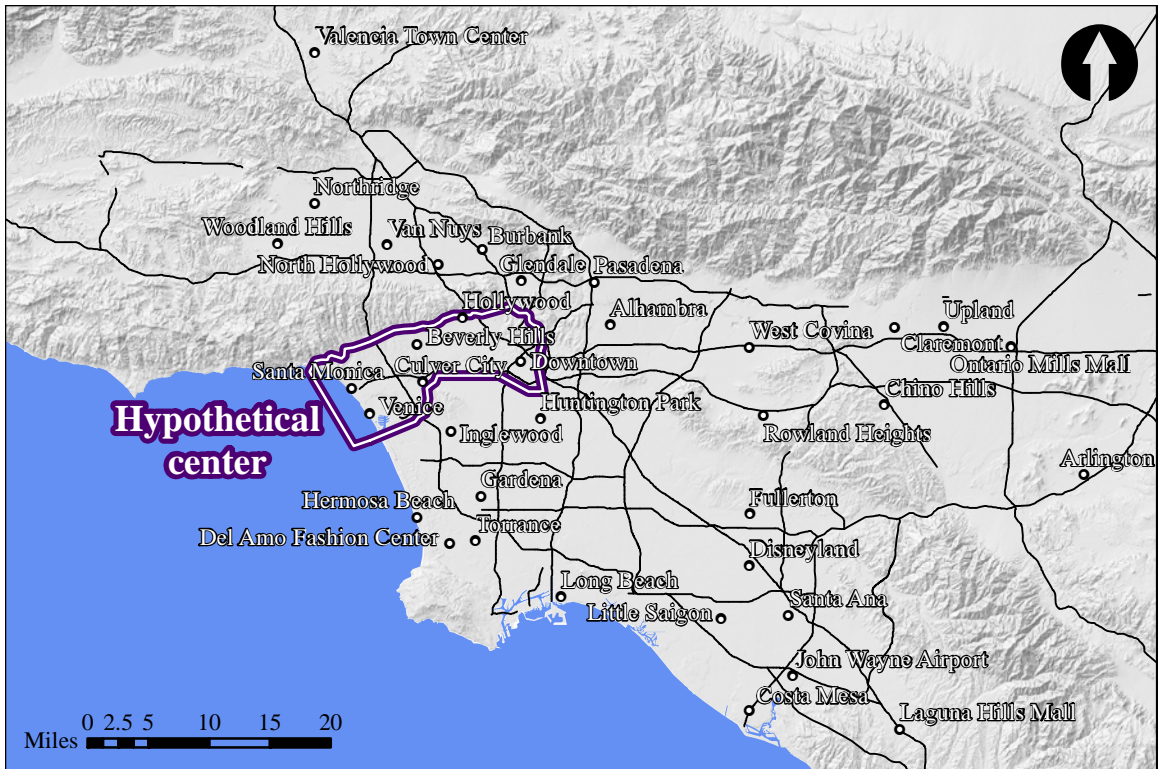 Valencia Town Center
Northridge
Woodland Hills
Van Nuys
Burbank
North Hollywood
Glendale
Pasadena
Hollywood
Alhambra
Upland
West Covina
Beverly Hills
Claremont
Downtown
Ontario Mills Mall
Culver City
Santa Monica
Chino Hills
Huntington Park
Venice
Hypothetical
center
Inglewood
Rowland Heights
Arlington
Gardena
Hermosa Beach
Fullerton
Torrance
Del Amo Fashion Center
Disneyland
Long Beach
Santa Ana
Little Saigon
John Wayne Airport
Costa Mesa
Laguna Hills Mall
0 2.5 5 10 15 20
Miles